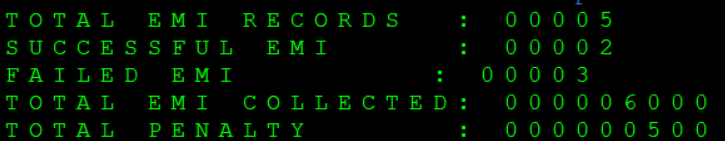 TOTAL EMI RECORDS : 00005
SUCCESSFUL EMI : 00002
FAILED EMI : 00003
TOTAL EMI COLLECTED: 000006000
TOTAL PENALTY : 000000500